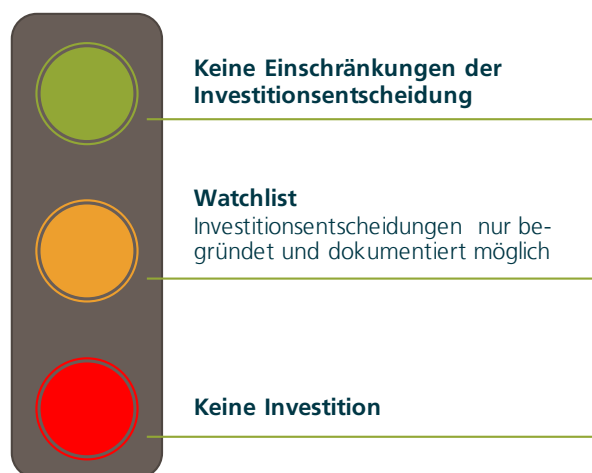 Keine Einschränkungen der
Investitionsentscheidung
Watchlist
Investitionsentscheidungen nur be-
gründet und dokumentiert möglich
Keine Investition